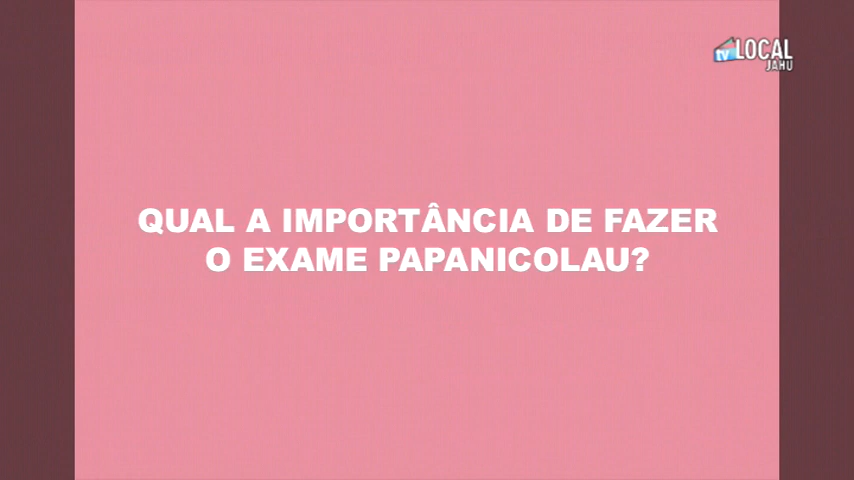 tv LOCAL
JAHU
QUAL A IMPORTÂNCIA DE FAZER
O EXAME PAPANICOLAU?